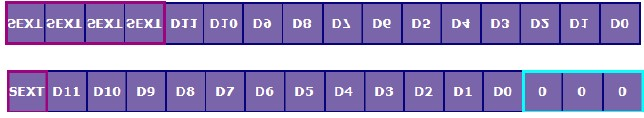 SEXT SEXT SEXT SEXT D11 D10 D9 D8 D7 D6 D5 D4 D3 D2 D1 D0
SEXT D11 D10 D9 D8 D7 D6 D5 D4 D3 D2 D1 D0 0 0 0